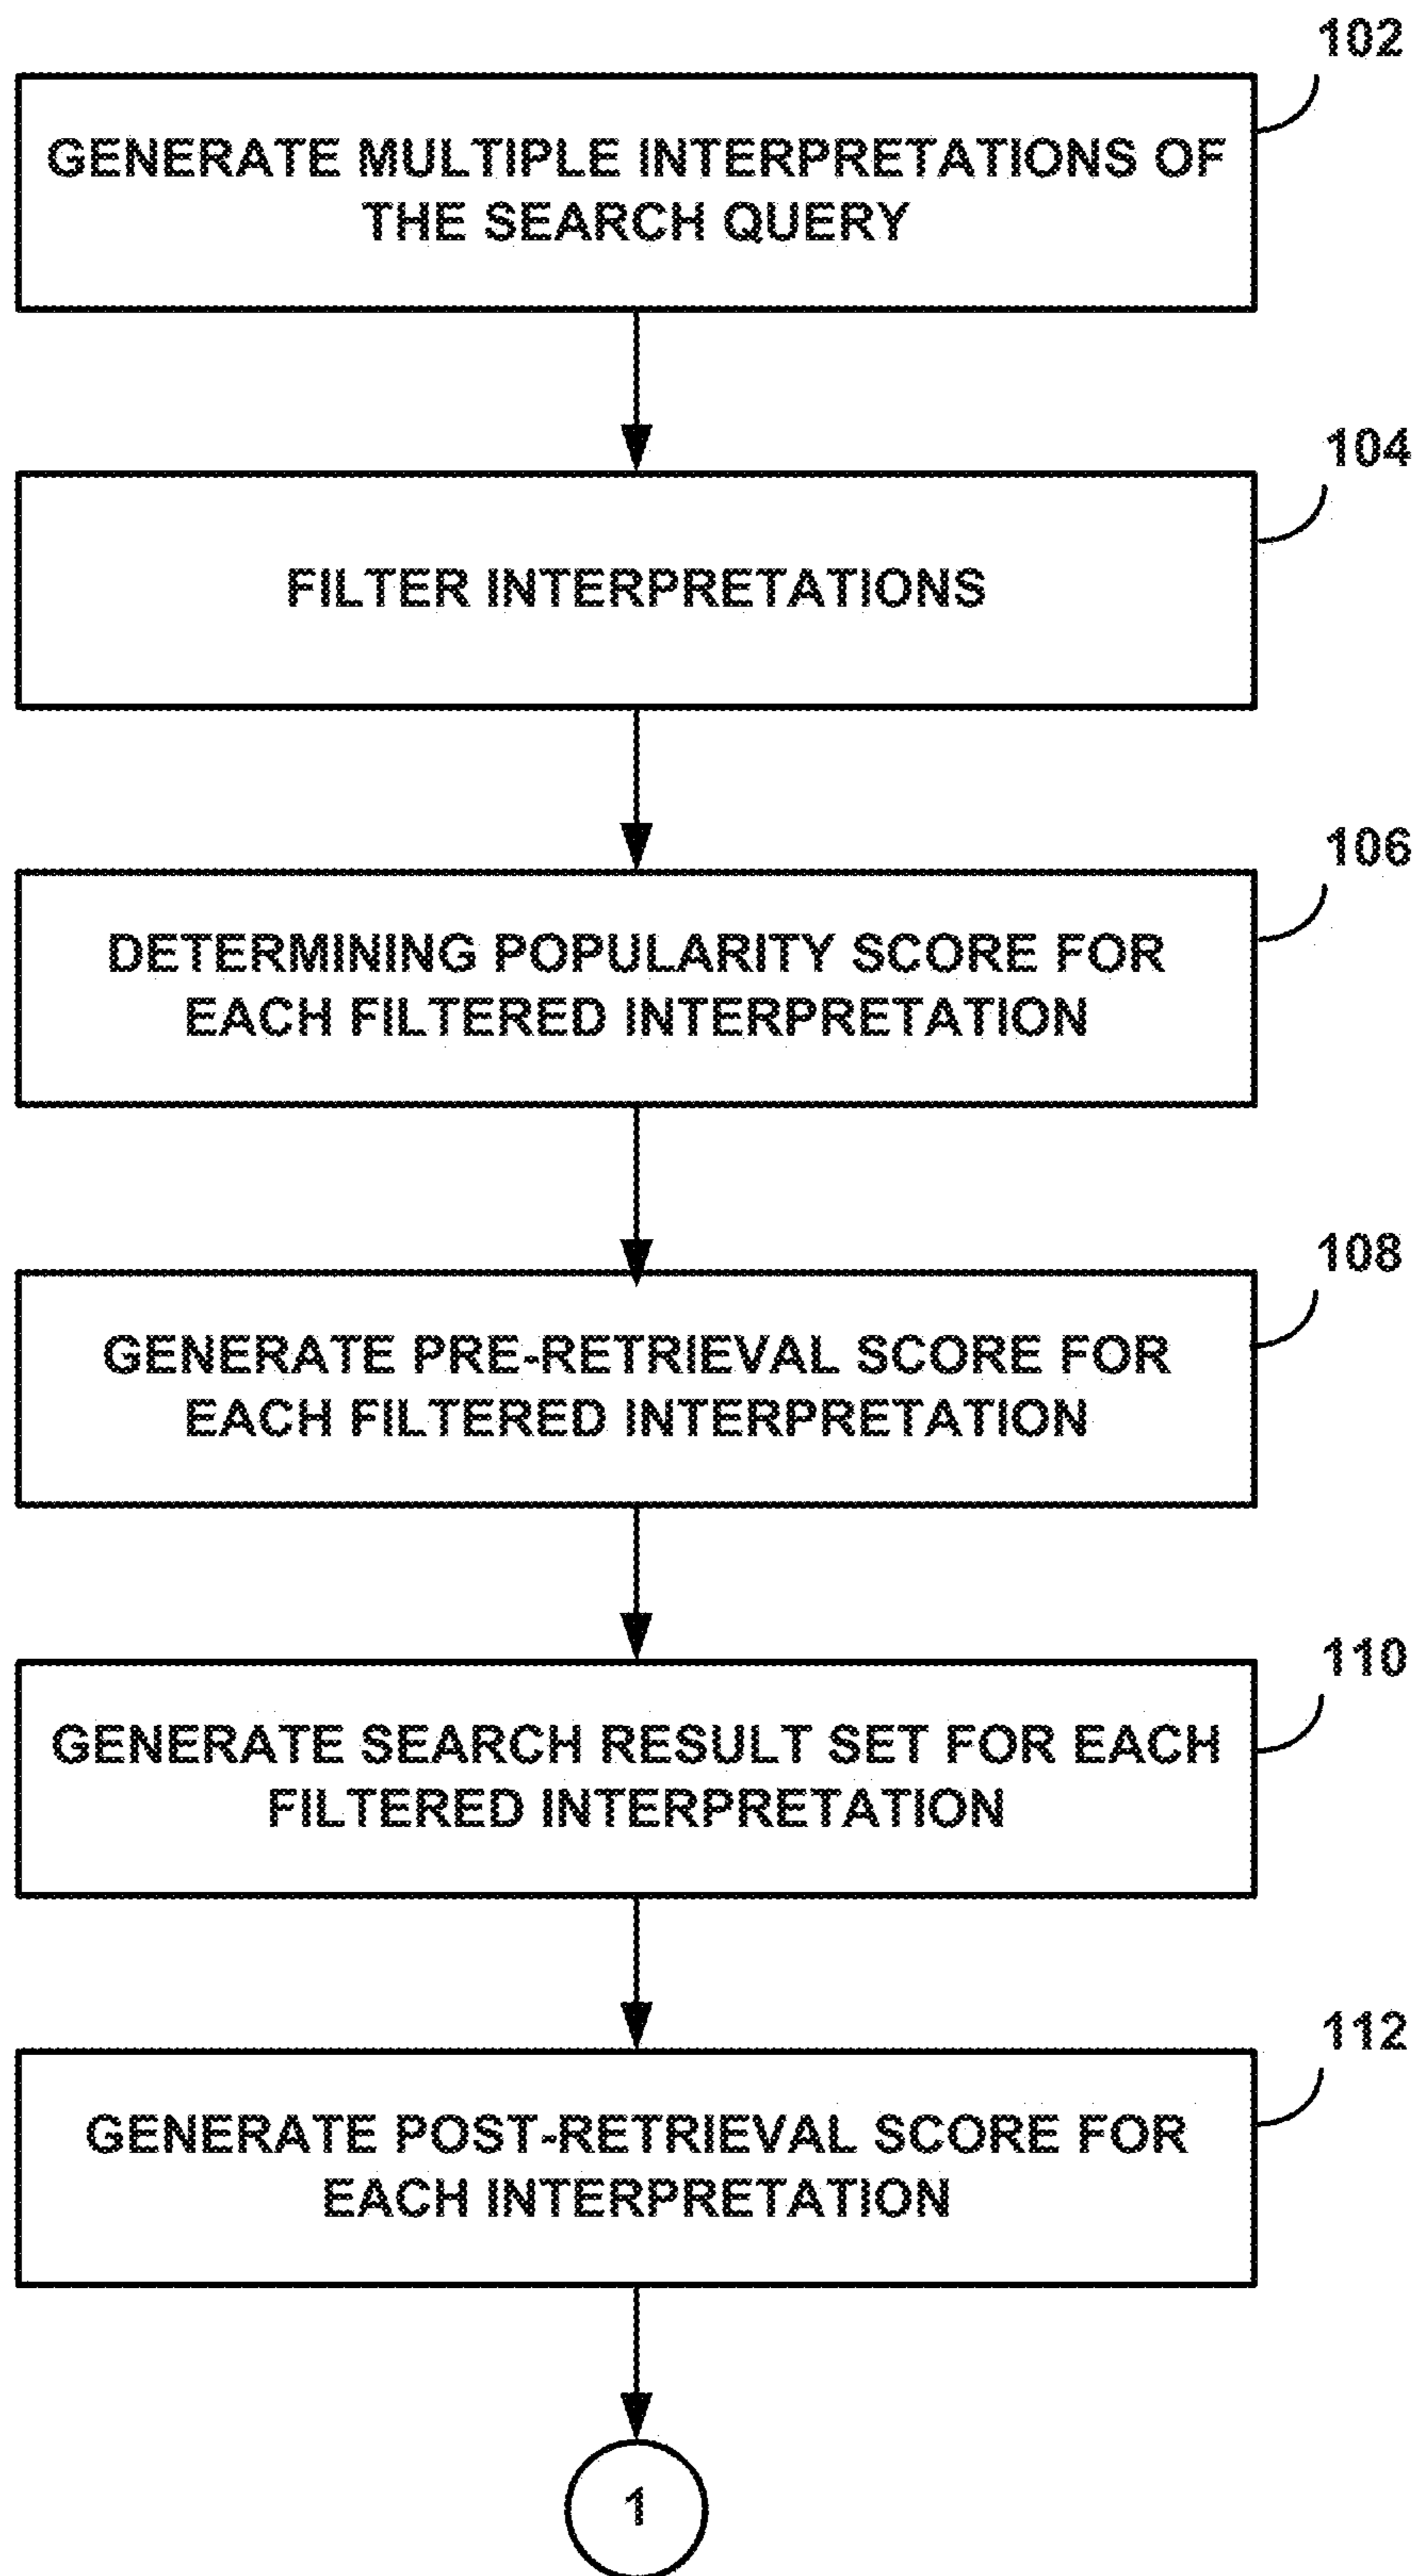 102
GENERATE MULTIPLE INTERPRETATIONS OF
THE SEARCH QUERY
104
FILTER INTERPRETATIONS
106
DETERMINING POPULARITY SCORE FOR
EACH FILTERED INTERPRETATION
108
GENERATE PRE-RETRIEVAL SCORE FOR
EACH FILTERED INTERPRETATION
110
GENERATE SEARCH RESULT SET FOR EACH
FILTERED INTERPRETATION
112
GENERATE POST-RETRIEVAL SCORE FOR
EACH INTERPRETATION
1